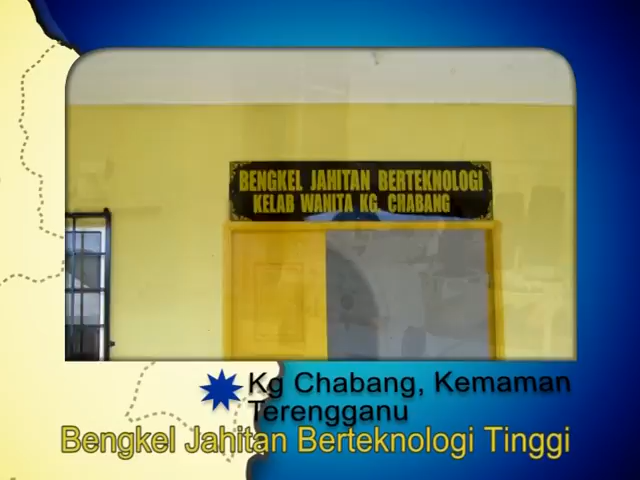 BENGKEL JAHITAN BERTEKNOLOGI
KELAB WANITA KG. CHABANG
Kg Chabang, Kemaman
Terengganu
Bengkel Jahitan Berteknologi Tinggi